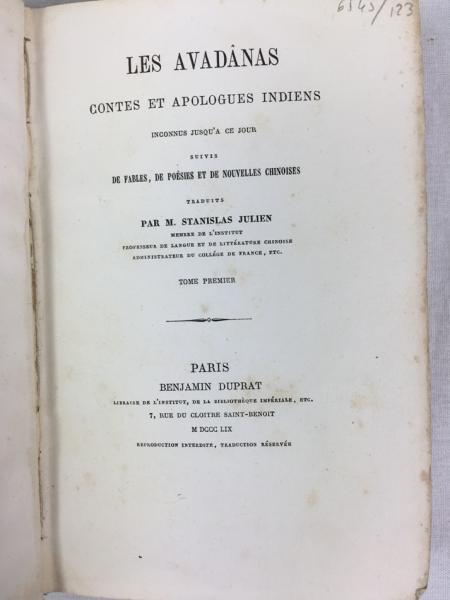 6545/123
LES AVADÂNAS
CONTES ET APOLOGUES INDIENS
INCONNUS JUSQU'A CE JOUR
SUIVIS
DE FABLES, DE POÉSIES ET DE NOUVELLES CHINOISES
TRADUITS
PAR M. STANISLAS JULIEN
MEMBRE DE L'INSTITUT
PROFESSEUR DE LANGUE ET DE LITTÉRATURE CHINOISE
ADMINISTRATEUR DU COLLÉGE DE FRANCE, ETC.
TOME PREMIER
PARIS
BENJAMIN DUPRAT
LIBRAIRE DE L'INSTITUT, DE LA BIBLIOTHÈQUE IMPÉRIALE, ETC.
7, RUE DU CLOITRE SAINT-BENOIT
M DCCC LIX
REPRODUCTION INTERDITE, TRADUCTION RÉSERVÉE